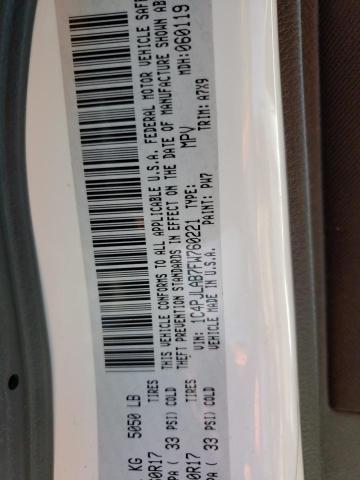 KG 5050 LB
0R17 TIRES
PA ( 33 PSI) COLD
0R17 TIRES
PA ( 33 PSI) COLD
THIS VEHICLE CONFORMS TO ALL APPLICABLE U.S.A. FEDERAL MOTOR VEHICLE SAFE
THEFT PREVENTION STANDARDS IN EFFECT ON THE DATE OF MANUFACTURE SHOWN AB
VIN: 1C4PJLAB7FW760221 TYPE: MPV MDH:060119
VEHICLE MADE IN U.S.A. PAINT: PW7 TRIM: A7X9